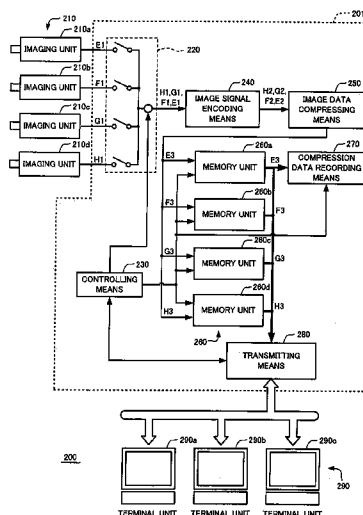 201
210
210a
IMAGING UNIT
E1
220
210b
IMAGING UNIT
F1
210c
IMAGING UNIT
G1
210d
IMAGING UNIT
H1
H1,G1,
F1,E1
240
IMAGE SIGNAL
ENCODING
MEANS
H2,G2,
F2,E2
250
IMAGE DATA
COMPRESSING
MEANS
260a
E3
MEMORY UNIT
E3
270
COMPRESSION
DATA RECORDING
MEANS
260b
F3
MEMORY UNIT
F3
260c
G3
MEMORY UNIT
G3
230
CONTROLLING
MEANS
260d
H3
MEMORY UNIT
H3
260
280
TRANSMITTING
MEANS
200
290a
290b
290c
290
TERMINAL UNIT
TERMINAL UNIT
TERMINAL UNIT